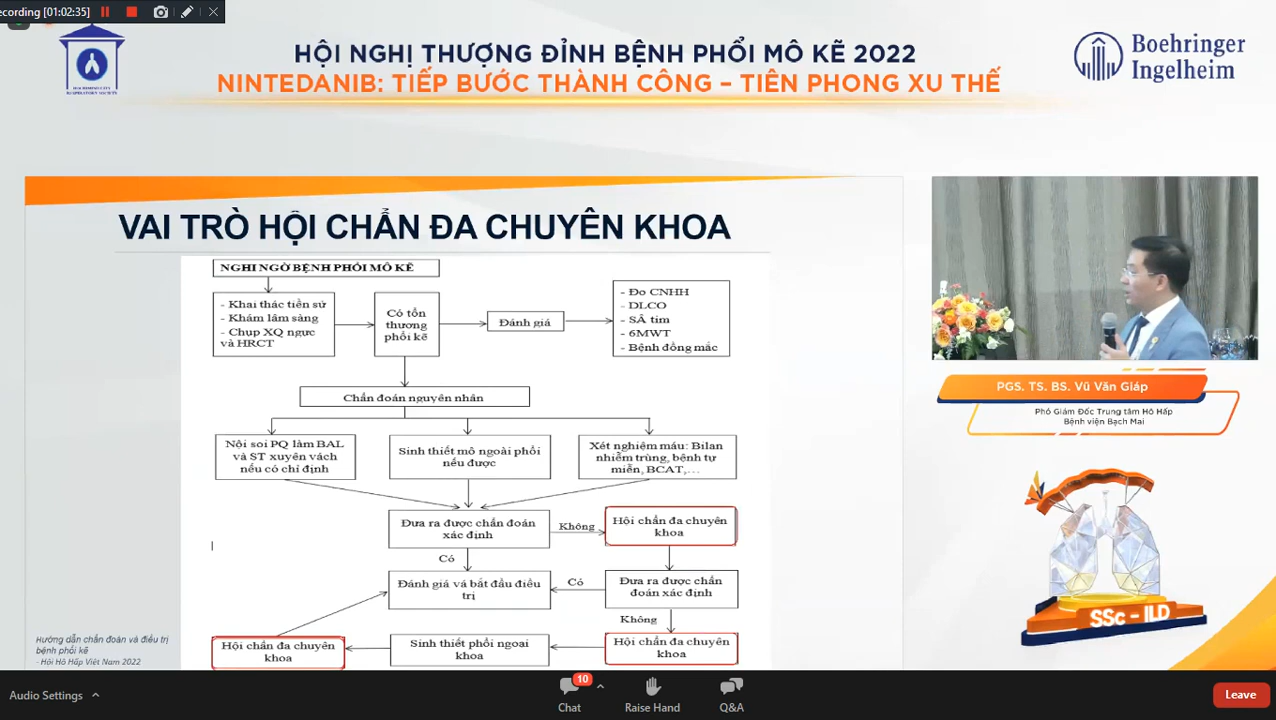 ecording [01:02:35]
HỘI NGHỊ THƯỢNG ĐỈNH BỆNH PHỔI MÔ KẼ 2022
NINTEDANIB: TIẾP BƯỚC THÀNH CÔNG – TIÊN PHONG XU THẾ
Boehringer
Ingelheim
VAI TRÒ HỘI CHẨN ĐA CHUYÊN KHOA
NGHI NGỜ BỆNH PHỔI MÔ KẼ
- Khai thác tiền sử
- Khám lâm sàng
- Chụp XQ ngực
và HRCT
Có tổn
thương
phổi kẽ
Đánh giá
- Đo CNHH
- DLCO
- SÂ tim
- 6MWT
- Bệnh đồng mắc
Chẩn đoán nguyên nhân
Nội soi PQ làm BAL
và ST xuyên vách
nếu có chỉ định
Sinh thiết mô ngoài phổi
nếu được
Xét nghiệm máu: Bilan
nhiễm trùng, bệnh tự
miễn, BCAT,...
Đưa ra được chẩn đoán
xác định
Không
Hội chẩn đa chuyên
khoa
Có
Đánh giá và bắt đầu điều
trị
Có
Đưa ra được chẩn
đoán xác định
Không
Hội chẩn đa chuyên
khoa
Sinh thiết phổi ngoại
khoa
Hội chẩn đa chuyên
khoa
Hướng dẫn chẩn đoán và điều trị
bệnh phổi kẽ
- Hội Hô Hấp Việt Nam 2022
PGS. TS. BS. Vũ Văn Giáp
Phó Giám Đốc Trung tâm Hô Hấp
Bệnh viện Bạch Mai
SSc - ILD
Audio Settings
10
Chat
Raise Hand
Q&A
Leave